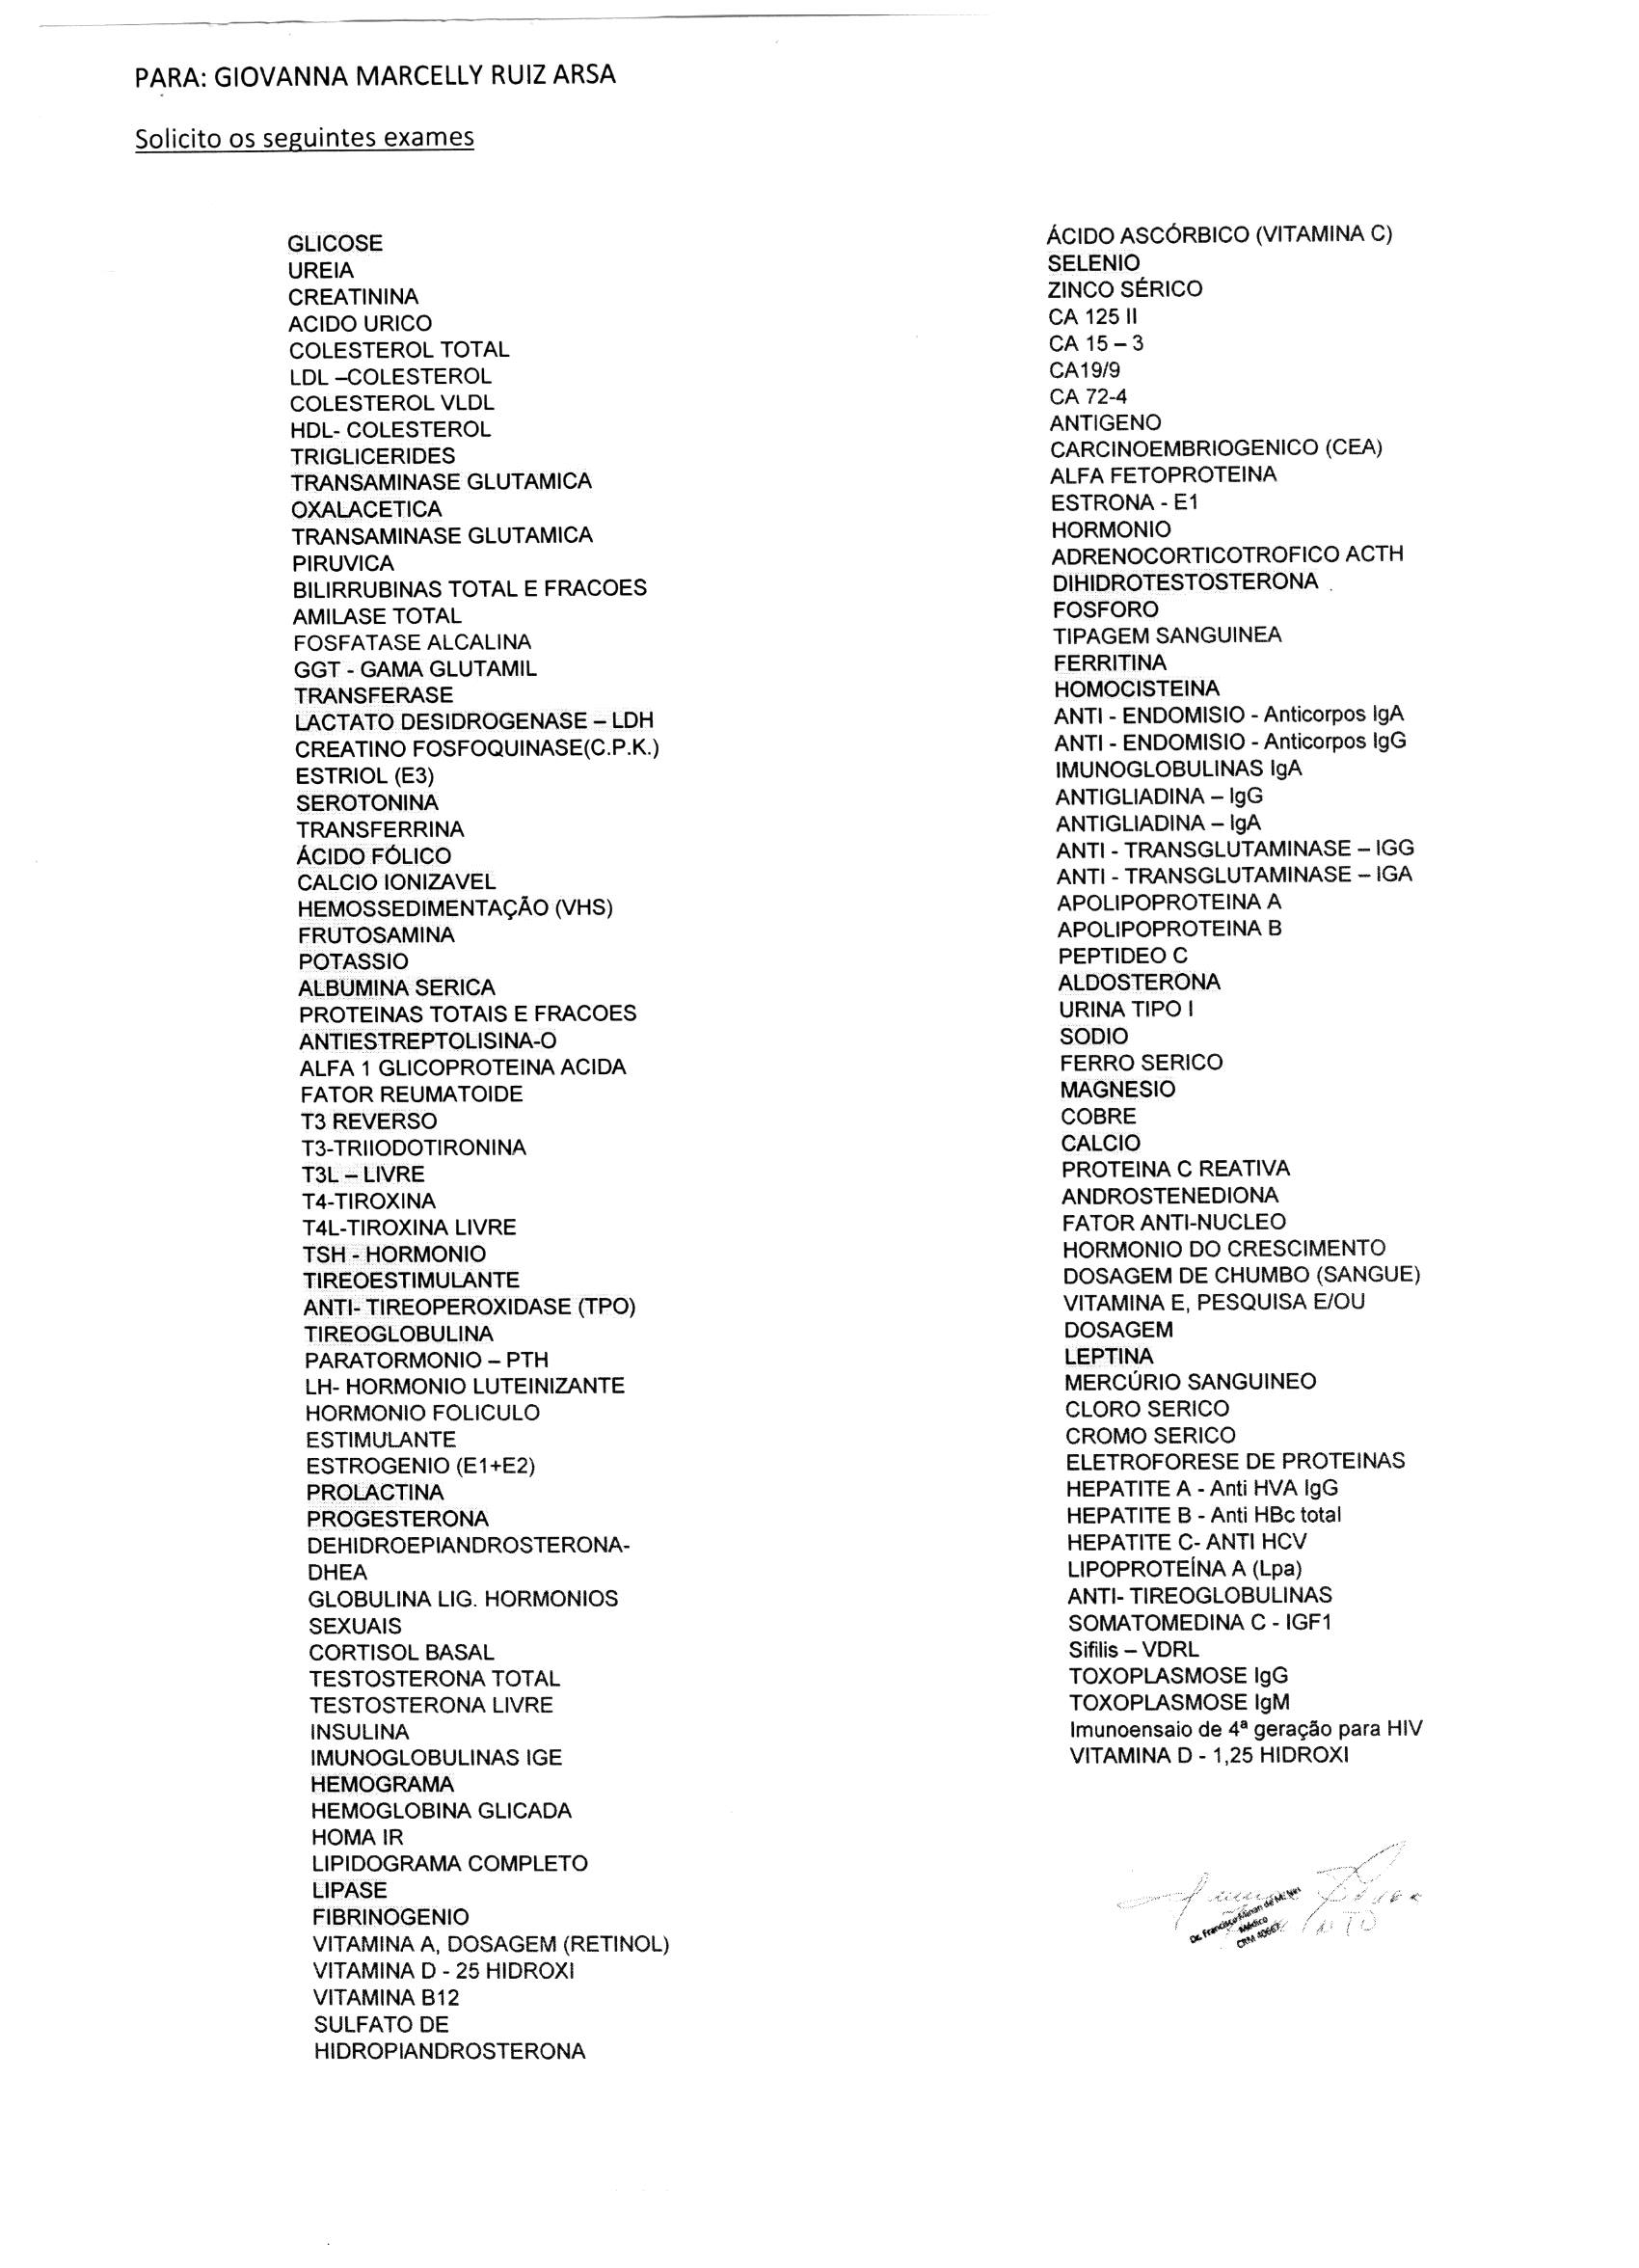 PARA: GIOVANNA MARCELLY RUIZ ARSA
Solicito os seguintes exames
GLICOSE
UREIA
CREATININA
ACIDO URICO
COLESTEROL TOTAL
LDL –COLESTEROL
COLESTEROL VLDL
HDL- COLESTEROL
TRIGLICERIDES
TRANSAMINASE GLUTAMICA
OXALACETICA
TRANSAMINASE GLUTAMICA
PIRUVICA
BILIRRUBINAS TOTAL E FRACOES
AMILASE TOTAL
FOSFATASE ALCALINA
GGT - GAMA GLUTAMIL
TRANSFERASE
LACTATO DESIDROGENASE – LDH
CREATINO FOSFOQUINASE(C.P.K.)
ESTRIOL (E3)
SEROTONINA
TRANSFERRINA
ÁCIDO FÓLICO
CALCIO IONIZAVEL
HEMOSSEDIMENTAÇÃO (VHS)
FRUTOSAMINA
POTASSIO
ALBUMINA SERICA
PROTEINAS TOTAIS E FRACOES
ANTIESTREPTOLISINA-O
ALFA 1 GLICOPROTEINA ACIDA
FATOR REUMATOIDE
T3 REVERSO
T3-TRIIODOTIRONINA
T3L – LIVRE
T4-TIROXINA
T4L-TIROXINA LIVRE
TSH - HORMONIO
TIREOESTIMULANTE
ANTI- TIREOPEROXIDASE (TPO)
TIREOGLOBULINA
PARATORMONIO – PTH
LH- HORMONIO LUTEINIZANTE
HORMONIO FOLICULO
ESTIMULANTE
ESTROGENIO (E1+E2)
PROLACTINA
PROGESTERONA
DEHIDROEPIANDROSTERONA-
DHEA
GLOBULINA LIG. HORMONIOS
SEXUAIS
CORTISOL BASAL
TESTOSTERONA TOTAL
TESTOSTERONA LIVRE
INSULINA
IMUNOGLOBULINAS IGE
HEMOGRAMA
HEMOGLOBINA GLICADA
HOMA IR
LIPIDOGRAMA COMPLETO
LIPASE
FIBRINOGENIO
VITAMINA A, DOSAGEM (RETINOL)
VITAMINA D - 25 HIDROXI
VITAMINA B12
SULFATO DE
HIDROPIANDROSTERONA
ÁCIDO ASCÓRBICO (VITAMINA C)
SELENIO
ZINCO SÉRICO
CA 125 II
CA 15 – 3
CA19/9
CA 72-4
ANTIGENO
CARCINOEMBRIOGENICO (CEA)
ALFA FETOPROTEINA
ESTRONA - E1
HORMONIO
ADRENOCORTICOTROFICO ACTH
DIHIDROTESTOSTERONA
FOSFORO
TIPAGEM SANGUINEA
FERRITINA
HOMOCISTEINA
ANTI - ENDOMISIO - Anticorpos IgA
ANTI - ENDOMISIO - Anticorpos IgG
IMUNOGLOBULINAS IgA
ANTIGLIADINA – IgG
ANTIGLIADINA – IgA
ANTI - TRANSGLUTAMINASE – IGG
ANTI - TRANSGLUTAMINASE – IGA
APOLIPOPROTEINA A
APOLIPOPROTEINA B
PEPTIDEO C
ALDOSTERONA
URINA TIPO I
SODIO
FERRO SERICO
MAGNESIO
COBRE
CALCIO
PROTEINA C REATIVA
ANDROSTENEDIONA
FATOR ANTI-NUCLEO
HORMONIO DO CRESCIMENTO
DOSAGEM DE CHUMBO (SANGUE)
VITAMINA E, PESQUISA E/OU
DOSAGEM
LEPTINA
MERCÚRIO SANGUINEO
CLORO SERICO
CROMO SERICO
ELETROFORESE DE PROTEINAS
HEPATITE A - Anti HVA IgG
HEPATITE B - Anti HBc total
HEPATITE C- ANTI HCV
LIPOPROTEÍNA A (Lpa)
ANTI- TIREOGLOBULINAS
SOMATOMEDINA C - IGF1
Sifilis – VDRL
TOXOPLASMOSE IgG
TOXOPLASMOSE IgM
Imunoensaio de 4ª geração para HIV
VITAMINA D - 1,25 HIDROXI
Dr. Francisco
Médico
CRM